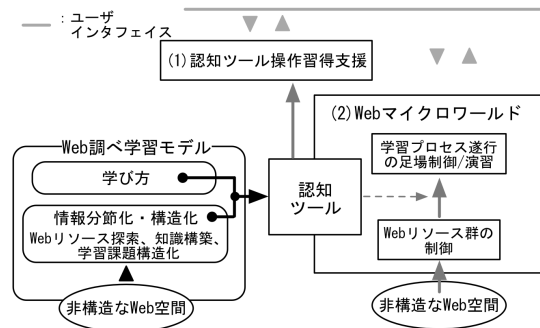 : ユーザ
インタフェイス
(1)認知ツール操作習得支援
(2)Webマイクロワールド
学習プロセス遂行
の足場制御/演習
Web調べ学習モデル
学び方
認知
ツール
情報分節化・構造化
Webリソース探索、知識構築、
学習課題構造化
Webリソース群の
制御
非構造なWeb空間
非構造なWeb空間